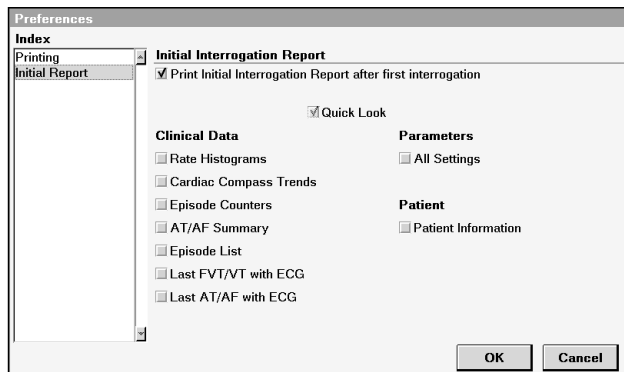 Preferences
Index
Printing
Initial Report
Initial Interrogation Report
Print Initial Interrogation Report after first interrogation
Quick Look
Clinical Data
Rate Histograms
Cardiac Compass Trends
Episode Counters
AT/AF Summary
Episode List
Last FVT/VT with ECG
Last AT/AF with ECG
Parameters
All Settings
Patient
Patient Information
OK
Cancel